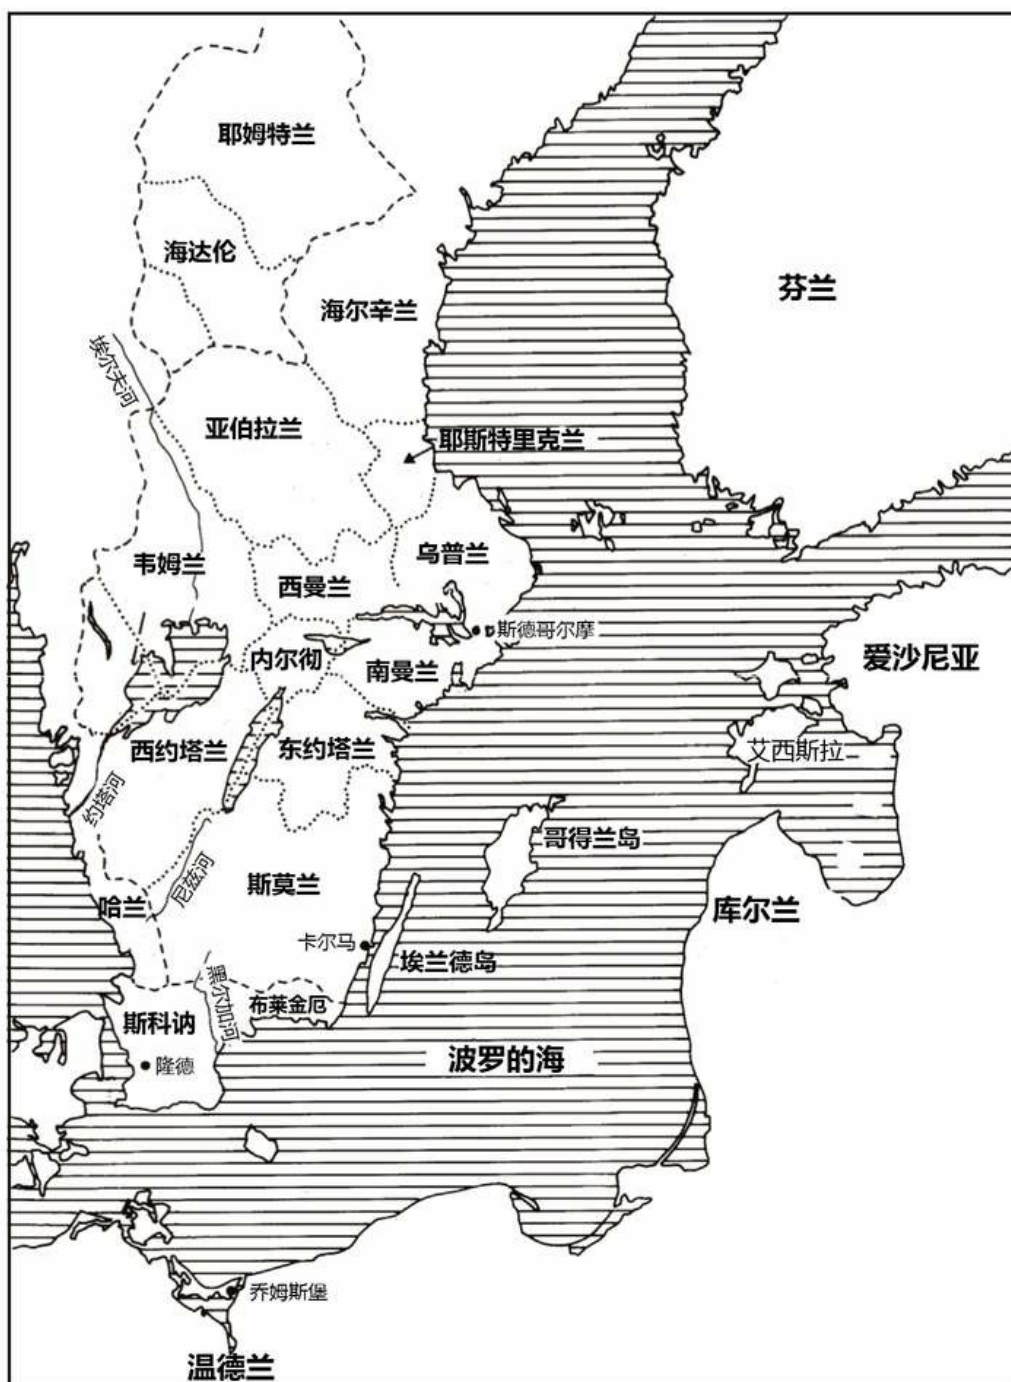 耶姆特兰
海达伦
芬兰
海尔辛兰
埃尔夫河
亚伯拉兰
耶斯特里克兰
韦姆兰
乌普兰
西曼兰
斯德哥尔摩
内尔彻
南曼兰
爱沙尼亚
西约塔兰
东约塔兰
艾西斯拉
约塔河
哥得兰岛
尼兹河
斯莫兰
哈兰
库尔兰
卡尔马
埃兰德岛
黑尔加河
布莱金厄
斯科讷
隆德
波罗的海
乔姆斯堡
温德兰